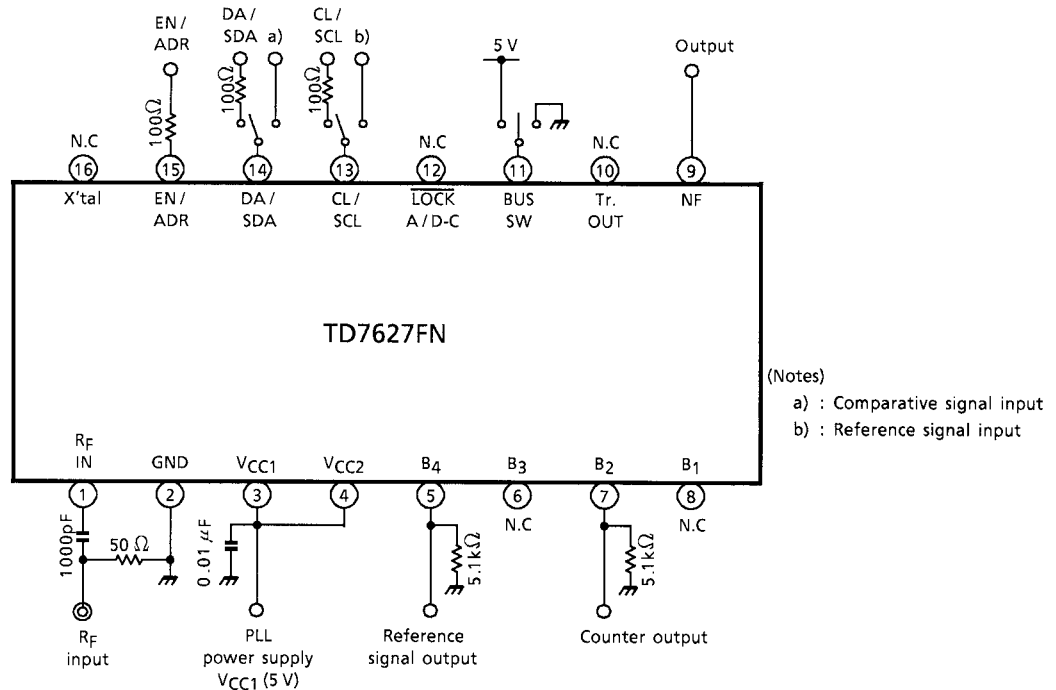 EN/ ADR
DA/ SDA a)
CL/ SCL b)
5 V
Output
100Ω
100Ω
100Ω
N.C
N.C
N.C
16
15
14
13
12
11
10
9
X'tal
EN/ ADR
DA/ SDA
CL/ SCL
LOCK A/D-C
BUS SW
Tr. OUT
NF
TD7627FN
(Notes)
a) : Comparative signal input
b) : Reference signal input
RF IN
GND
VCC1
VCC2
B4
B3
B2
B1
1
2
3
4
5
6
7
8
N.C
N.C
1000pF
50 Ω
0.01 μF
5.1kΩ
5.1kΩ
RF input
PLL power supply VCC1 (5 V)
Reference signal output
Counter output